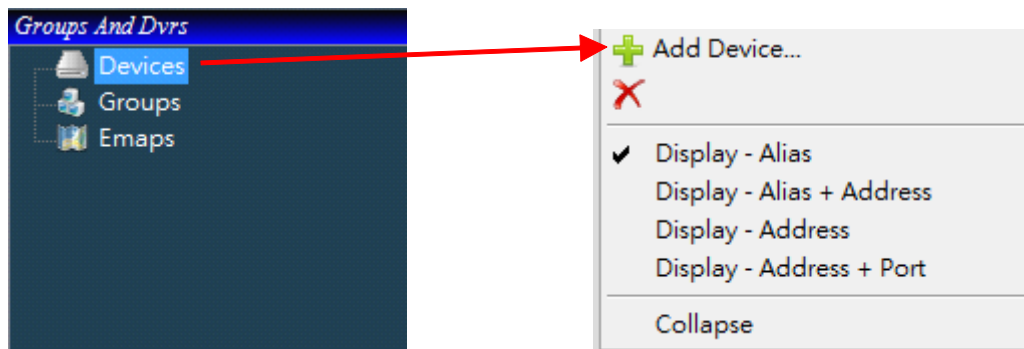 Groups And Dvrs
Devices
Groups
Emaps
Add Device...
Display - Alias
Display - Alias + Address
Display - Address
Display - Address + Port
Collapse